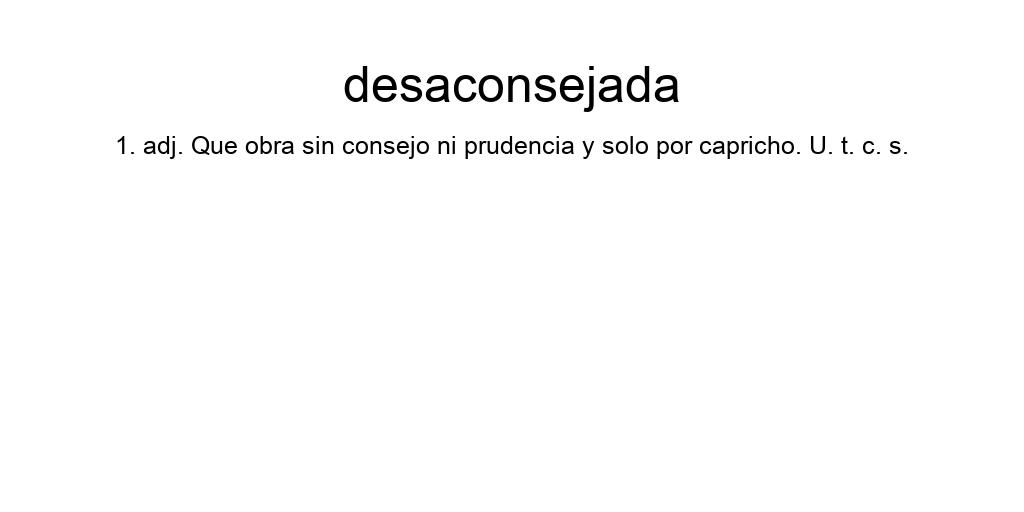 desaconsejada
1. adj. Que obra sin consejo ni prudencia y solo por capricho. U. t. c. s.